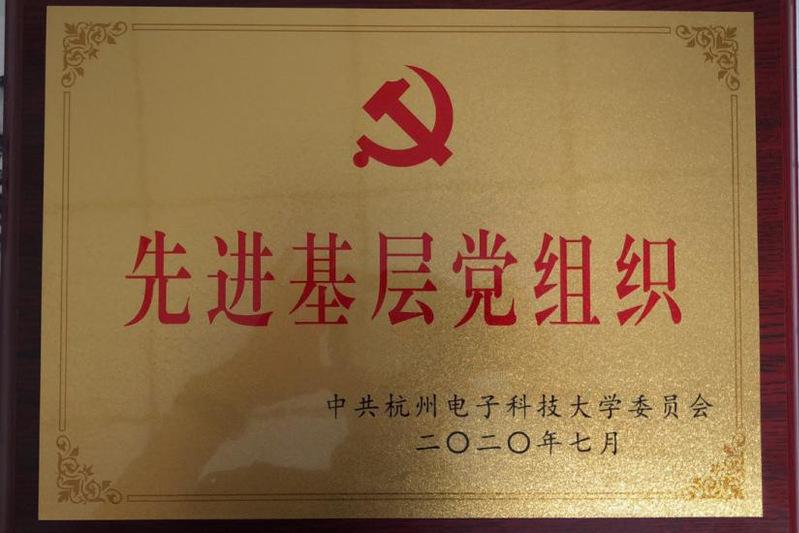 先进基层党组织
中共杭州电子科技大学委员会
二〇二〇年七月